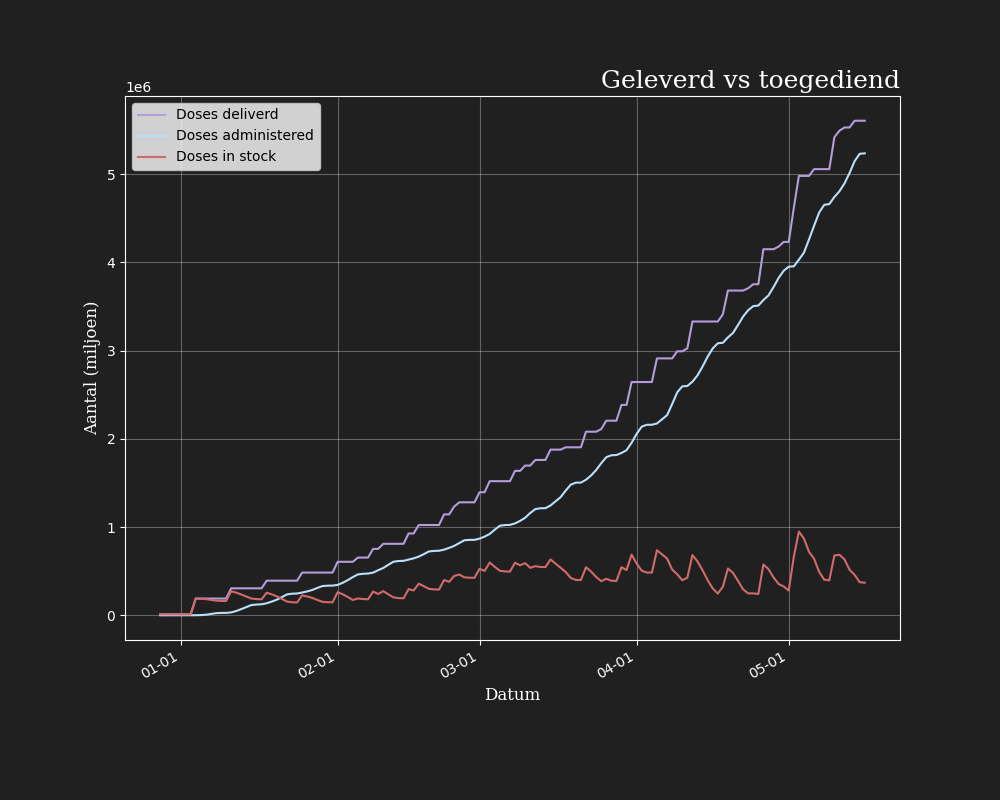 Geleverd vs toegediend
1e6
Doses deliverd
Doses administered
Doses in stock
5
4
3
2
1
0
Aantal (miljoen)
01-01
02-01
03-01
04-01
05-01
Datum